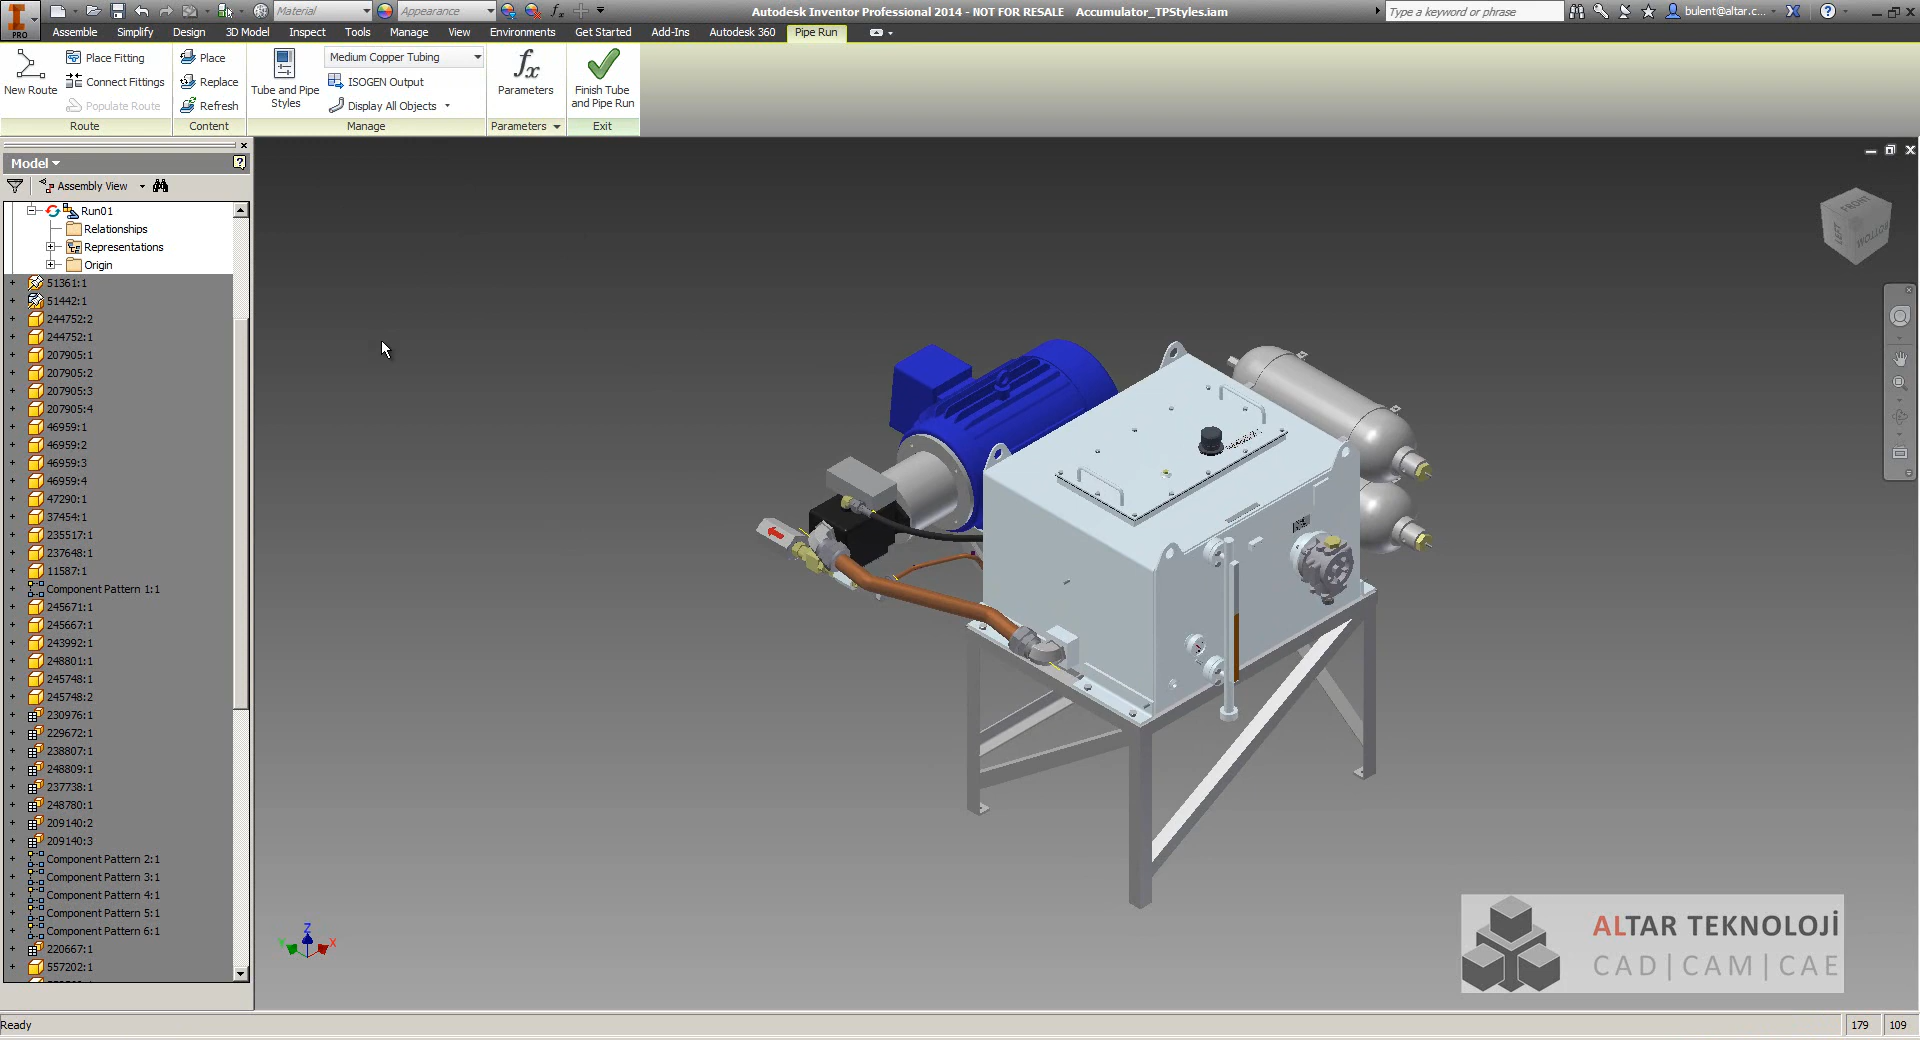 Material
Appearance
Autodesk Inventor Professional 2014 - NOT FOR RESALE Accumulator_TPStyles.iam
Type a keyword or phrase
bulent@altar.c...
PRO
Assemble Simplify Design 3D Model Inspect Tools Manage View Environments Get Started Add-Ins Autodesk 360 Pipe Run
New Route
Place Fitting
Connect Fittings
Populate Route
Route
Place
Replace
Refresh
Content
Tube and Pipe
Styles
Medium Copper Tubing
ISOGEN Output
Display All Objects
Manage
fx
Parameters
Parameters
Finish Tube
and Pipe Run
Exit
Model
Assembly View
Run01
Relationships
Representations
Origin
51361:1
51442:1
244752:2
244752:1
207905:1
207905:2
207905:3
207905:4
46959:1
46959:2
46959:3
46959:4
47290:1
37454:1
235517:1
237648:1
11587:1
Component Pattern 1:1
245671:1
245667:1
243992:1
248801:1
245748:1
245748:2
230976:1
229672:1
238807:1
248809:1
237738:1
248780:1
209140:2
209140:3
Component Pattern 2:1
Component Pattern 3:1
Component Pattern 4:1
Component Pattern 5:1
Component Pattern 6:1
220667:1
557202:1
FRONT
LEFT
BOTTOM
Z
Y
X
ALTAR TEKNOLOJİ
CAD|CAM|CAE
Ready
179
109